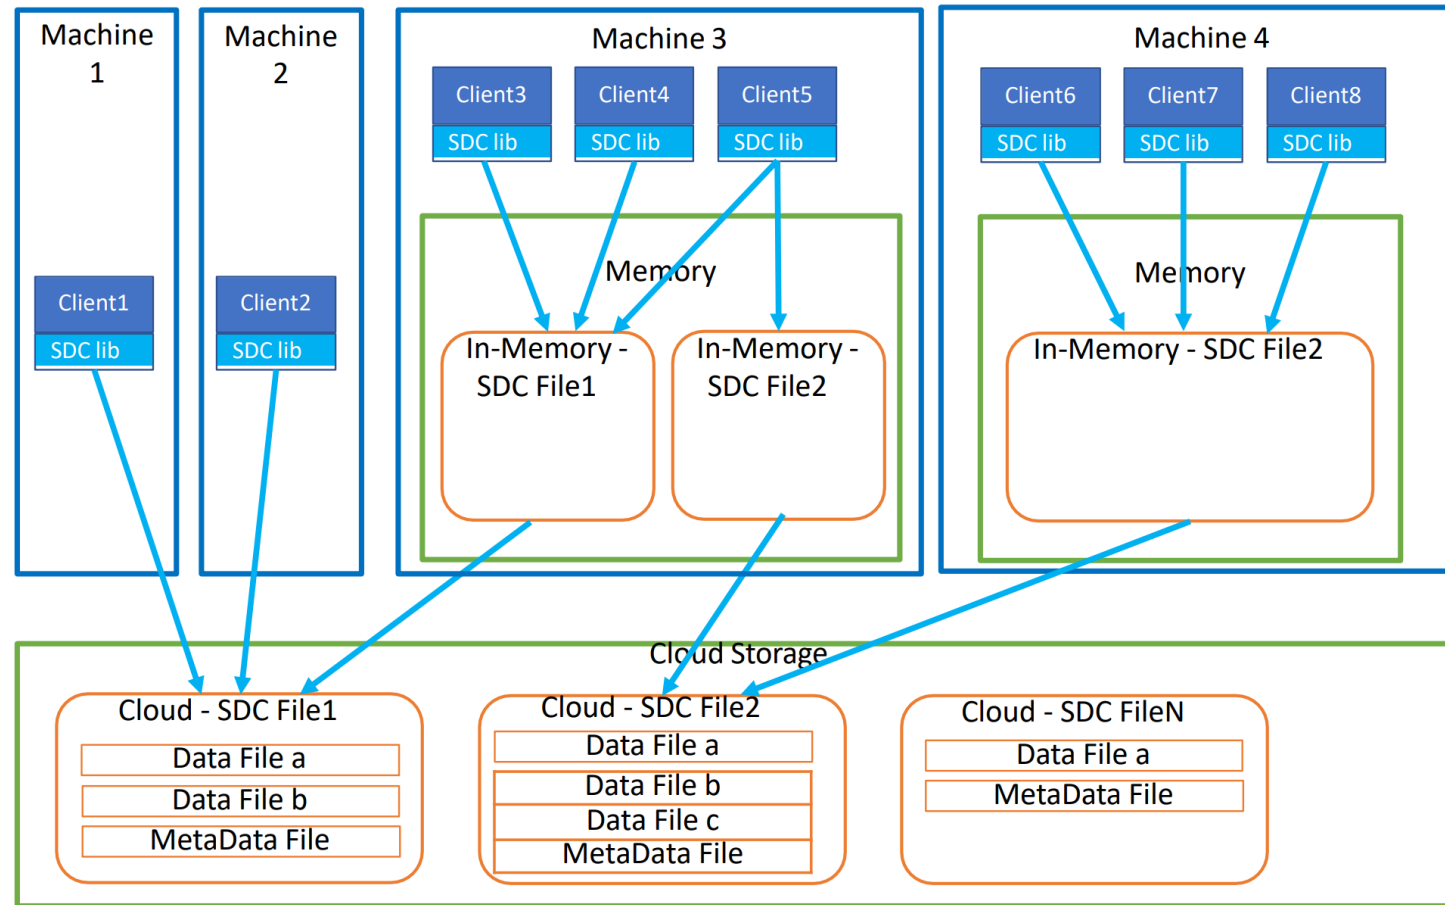 Machine
1
Machine
2
Machine 3
Machine 4
Client3
SDC lib
Client4
SDC lib
Client5
SDC lib
Client6
SDC lib
Client7
SDC lib
Client8
SDC lib
Client1
SDC lib
Client2
SDC lib
Memory
Memory
In-Memory -
SDC File1
In-Memory -
SDC File2
In-Memory - SDC File2
Cloud Storage
Cloud - SDC File1
Data File a
Data File b
MetaData File
Cloud - SDC File2
Data File a
Data File b
Data File c
MetaData File
Cloud - SDC FileN
Data File a
MetaData File